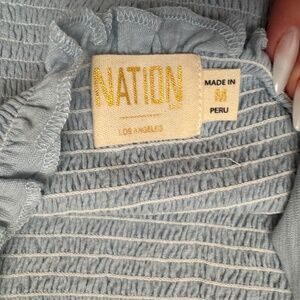 NATION
LOS ANGELES
MADE IN
M
PERU